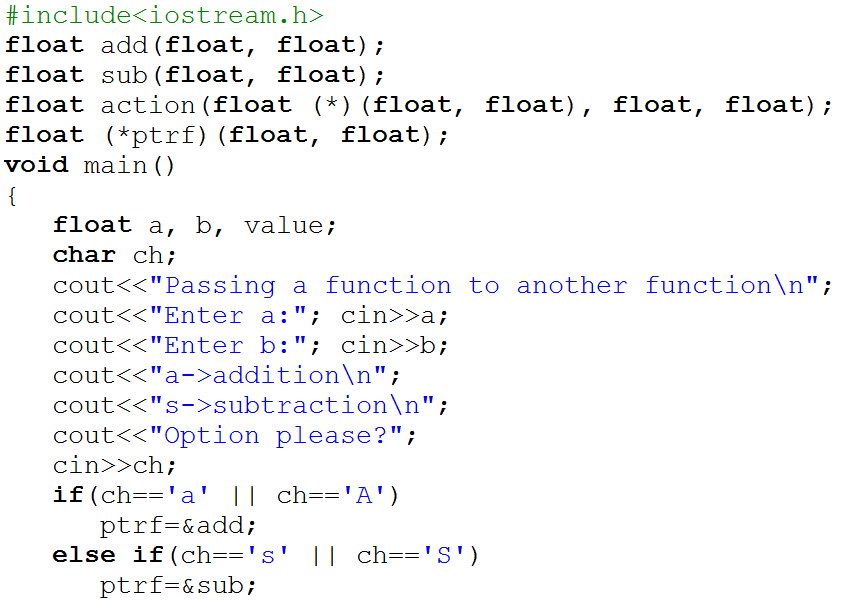 #include<iostream.h>
float add(float, float);
float sub(float, float);
float action(float (*)(float, float), float, float);
float (*ptrf)(float, float);
void main()
{
   float a, b, value;
   char ch;
   cout<<"Passing a function to another function\n";
   cout<<"Enter a:"; cin>>a;
   cout<<"Enter b:"; cin>>b;
   cout<<"a->addition\n";
   cout<<"s->subtraction\n";
   cout<<"Option please?";
   cin>>ch;
   if(ch=='a' || ch=='A')
      ptrf=&add;
   else if(ch=='s' || ch=='S')
      ptrf=&sub;